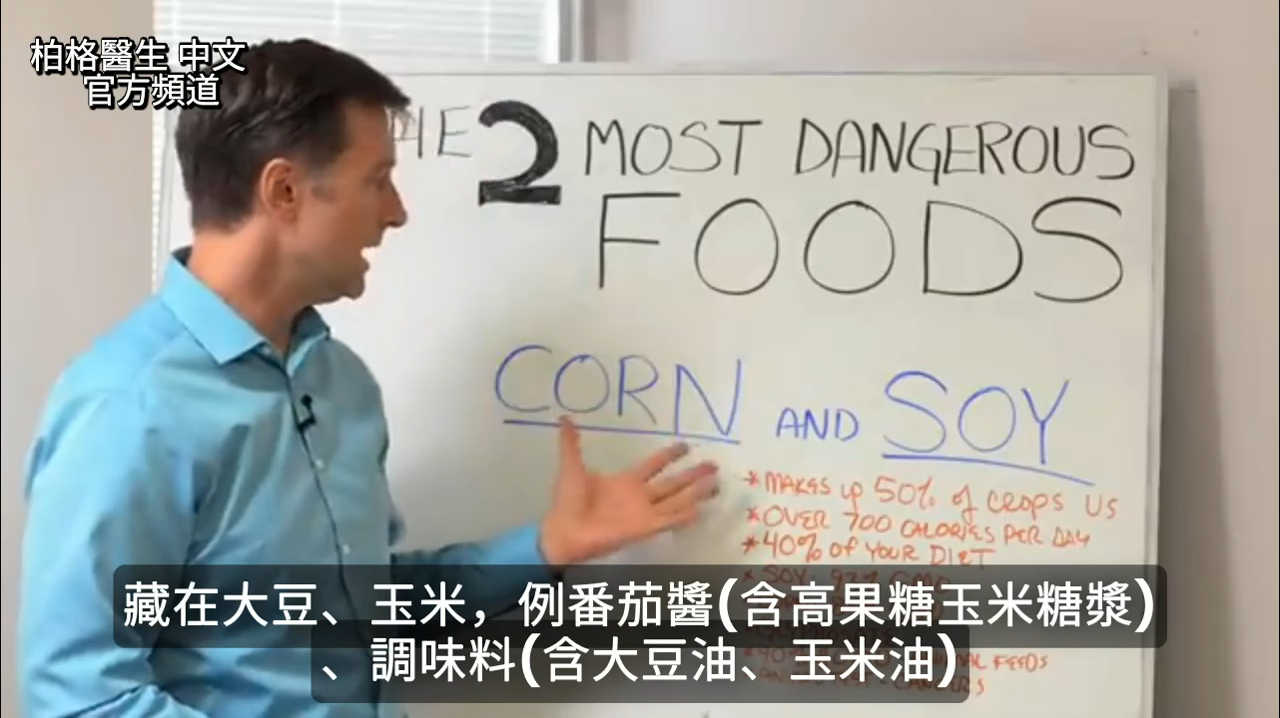 柏格醫生 中文
官方頻道
HE 2 MOST DANGEROUS
FOODS
CORN AND SOY
*MAKES up 50% of CROPS US
*OVER 700 CALORIES PER DAY
*40% OF YOUR DIET
藏在大豆、玉米，例番茄醬(含高果糖玉米糖漿)
、調味料(含大豆油、玉米油)
FEEDS